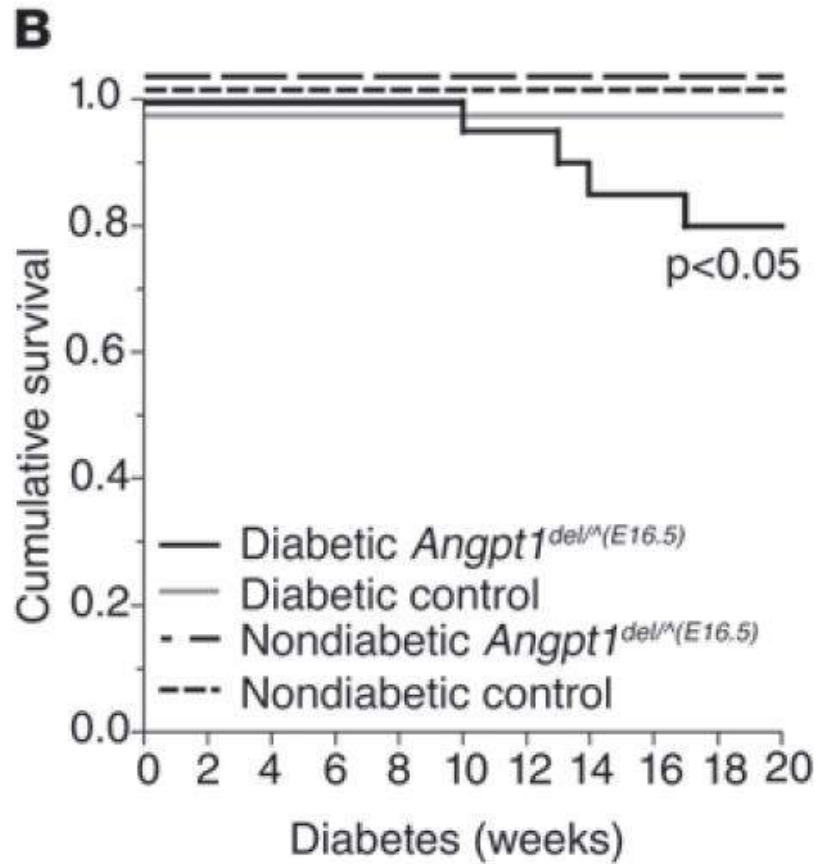 B
1.0
0.8
0.6
0.4
0.2
0.0
Cumulative survival
p<0.05
Diabetic Angpt1del/^(E16.5)
Diabetic control
Nondiabetic Angpt1del/^(E16.5)
Nondiabetic control
0 2 4 6 8 10 12 14 16 18 20
Diabetes (weeks)